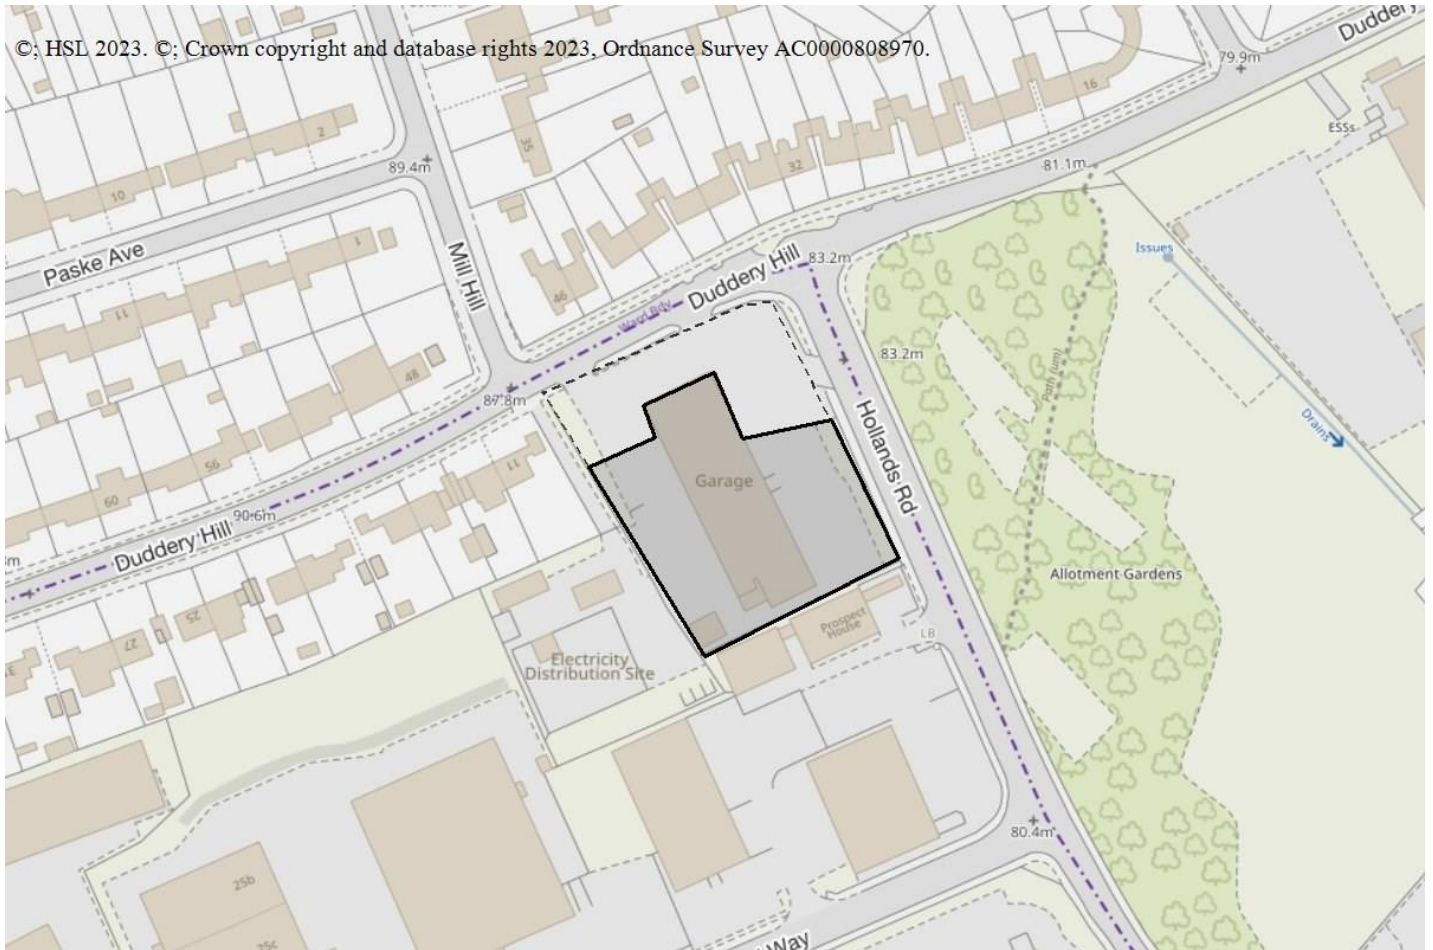 ©; HSL 2023. ©; Crown copyright and database rights 2023, Ordnance Survey AC0000808970.
Duddery
79.9m
16
ESSs
2
35
32
81.1m
89.4m
10
Paske Ave
1
Mill Hill
Duddery Hill
83.2m
Issues
46
Ward Bdy
11
83.2m
48
87.8m
Path (um)
Drains
Hollands Rd
56
11
Garage
60
90.6m
Duddery Hill
Allotment Gardens
25
27
Prospect
House
LB
Electricity
Distribution Site
80.4m
25b
25c
Way